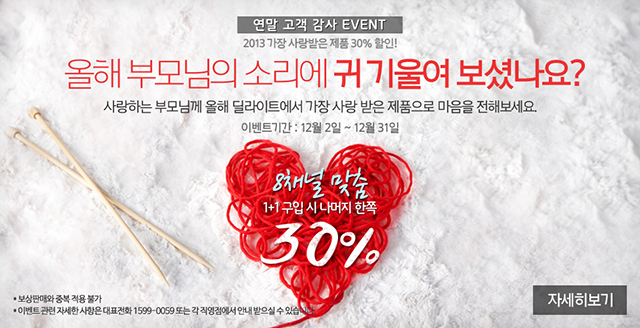 연말 고객 감사 EVENT
2013 가장 사랑받은 제품 30% 할인!
올해 부모님의 소리에 귀 기울여 보셨나요?
사랑하는 부모님께 올해 딜라이트에서 가장 사랑 받은 제품으로 마음을 전해보세요.
이벤트기간 : 12월 2일 ~ 12월 31일
8채널 맞춤
1+1 구입 시 나머지 한쪽
30%
* 보상판매와 중복 적용 불가
* 이벤트 관련 자세한 사항은 대표전화 1599-0059 또는 각 직영점에서 안내 받으실 수 있습니다.
자세히보기